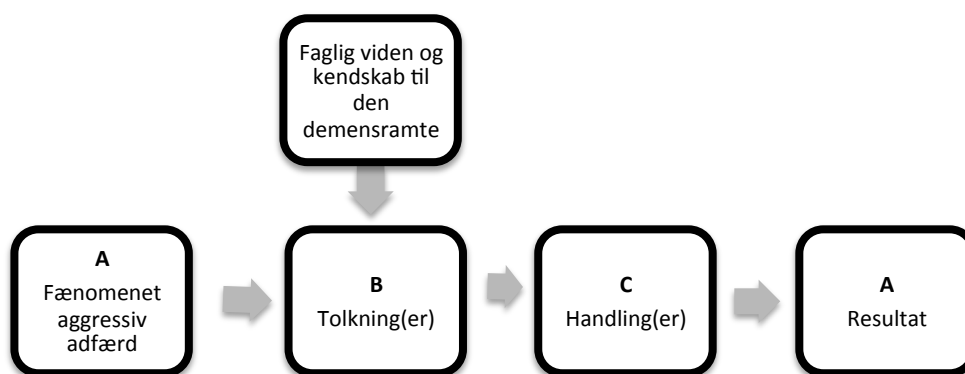 Faglig viden og
kendskab til
den
demensramte
A
Fænomenet
aggressiv
adfærd
B
Tolkning(er)
C
Handling(er)
A
Resultat